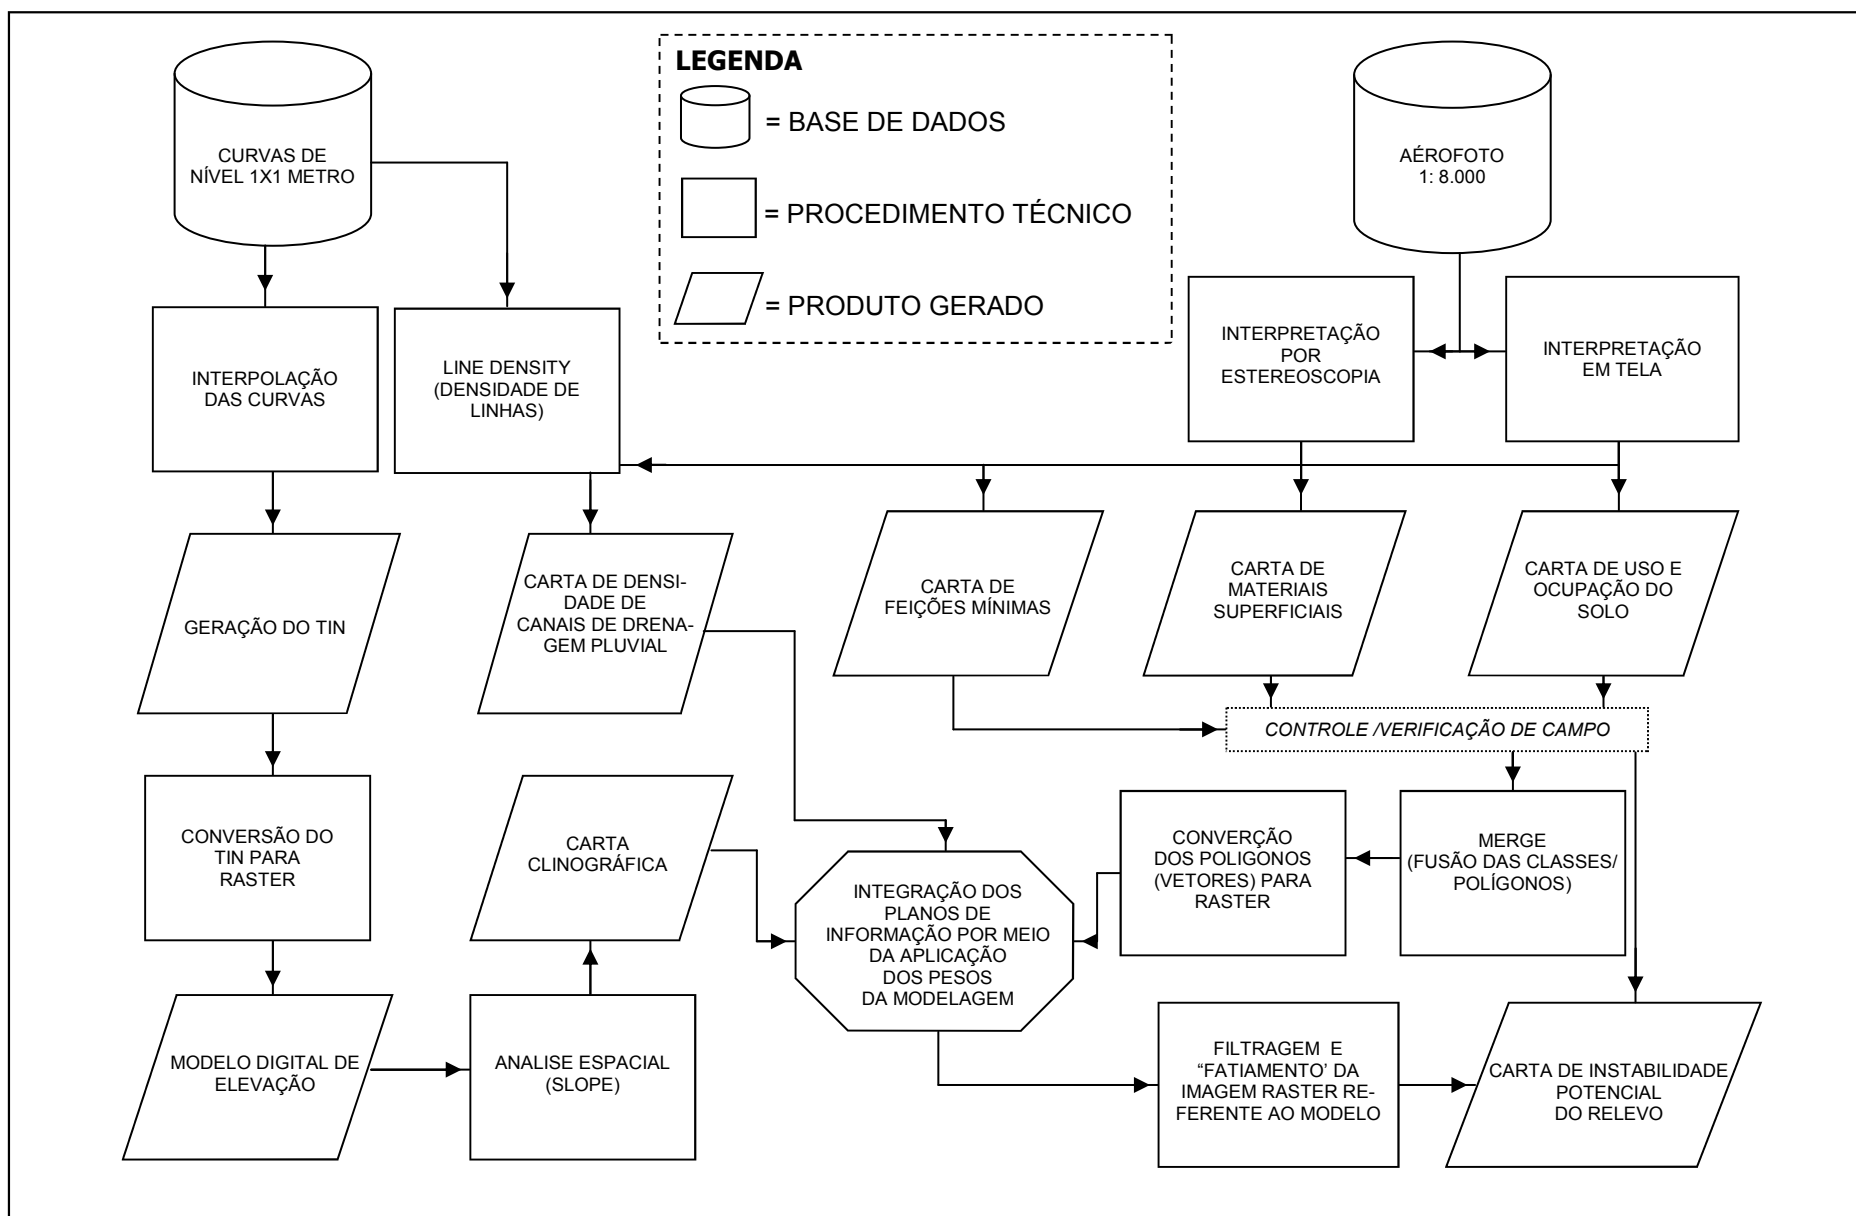 LEGENDA
= BASE DE DADOS
= PROCEDIMENTO TÉCNICO
= PRODUTO GERADO
CURVAS DE
NÍVEL 1X1 METRO
AÉROFOTO
1: 8.000
INTERPOLAÇÃO
DAS CURVAS
LINE DENSITY
(DENSIDADE DE
LINHAS)
INTERPRETAÇÃO
POR
ESTEREOSCOPIA
INTERPRETAÇÃO
EM TELA
GERAÇÃO DO TIN
CARTA DE DENSI-
DADE DE
CANAIS DE DRENA-
GEM PLUVIAL
CARTA DE
FEIÇÕES MÍNIMAS
CARTA DE
MATERIAIS
SUPERFICIAIS
CARTA DE USO E
OCUPAÇÃO DO
SOLO
CONTROLE /VERIFICAÇÃO DE CAMPO
CONVERSÃO DO
TIN PARA
RASTER
CARTA
CLINOGRÁFICA
INTEGRAÇÃO DOS
PLANOS DE
INFORMAÇÃO POR MEIO
DA APLICAÇÃO
DOS PESOS
DA MODELAGEM
CONVERÇÃO
DOS POLIGONOS
(VETORES) PARA
RASTER
MERGE
(FUSÃO DAS CLASSES/
POLÍGONOS)
MODELO DIGITAL DE
ELEVAÇÃO
ANALISE ESPACIAL
(SLOPE)
FILTRAGEM E
“FATIAMENTO’ DA
IMAGEM RASTER RE-
FERENTE AO MODELO
CARTA DE INSTABILIDADE
POTENCIAL
DO RELEVO